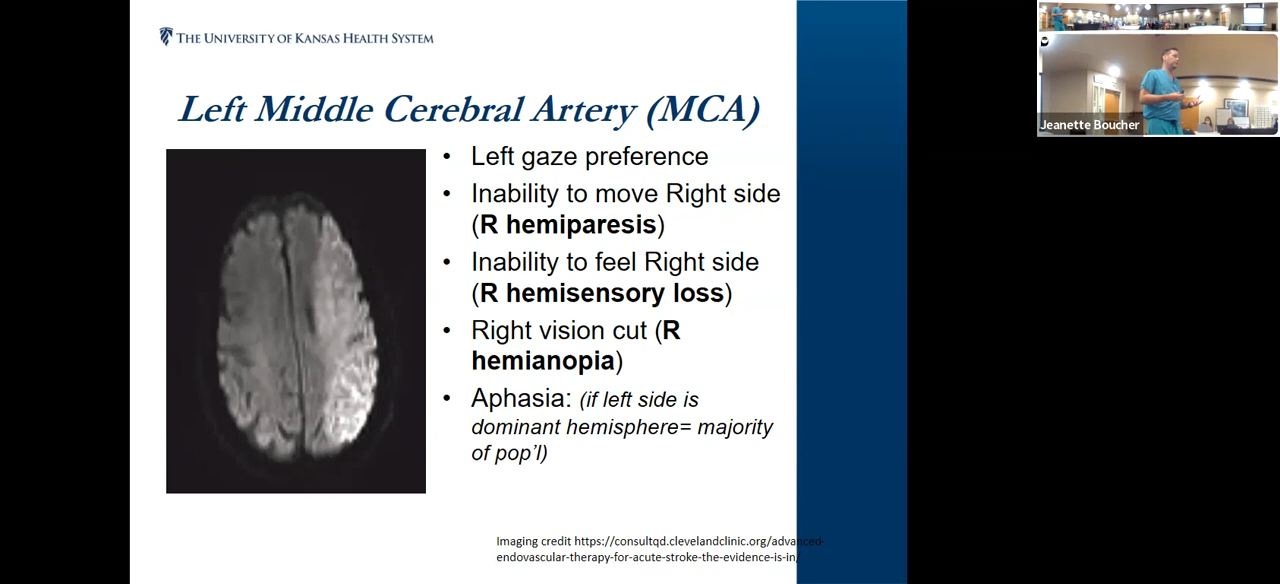 THE UNIVERSITY OF KANSAS HEALTH SYSTEM
Left Middle Cerebral Artery (MCA)
• Left gaze preference
• Inability to move Right side
(R hemiparesis)
• Inability to feel Right side
(R hemisensory loss)
• Right vision cut (R
hemianopia)
• Aphasia: (if left side is
dominant hemisphere= majority
of pop'l)
Imaging credit https://consultqd.clevelandclinic.org/advanced-
endovascular-therapy-for-acute-stroke-the-evidence-is-in/
Jeanette Boucher